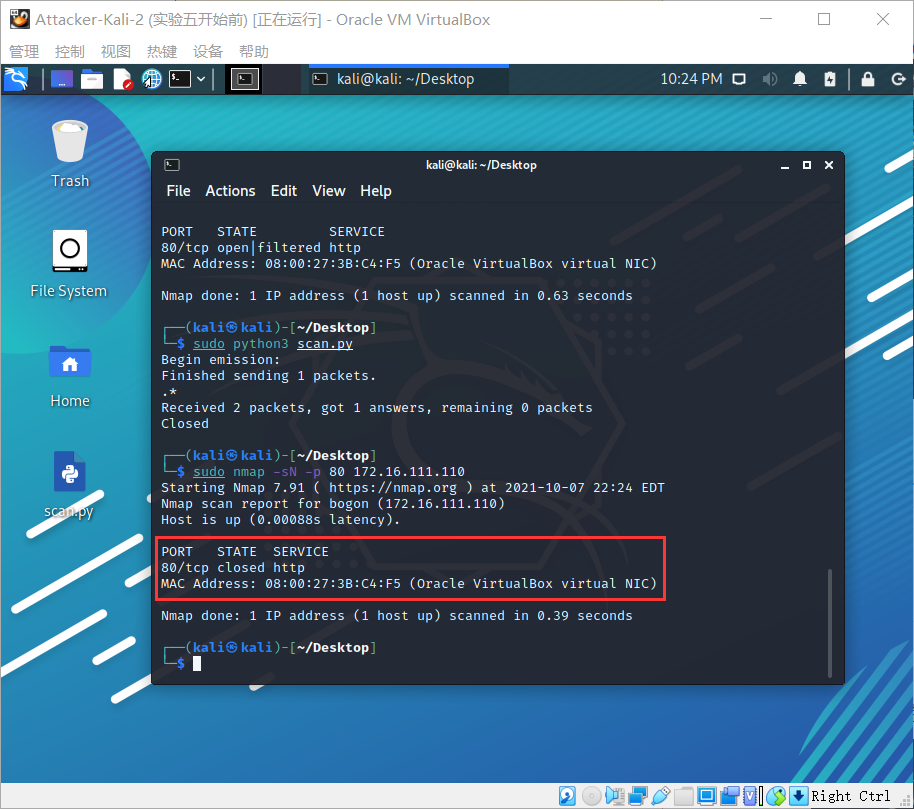 Attacker-Kali-2 (实验五开始前) [正在运行] - Oracle VM VirtualBox
管理 控制 视图 热键 设备 帮助
kali@kali: ~/Desktop
10:24 PM
Trash
File System
Home
scan.py
kali@kali: ~/Desktop
File Actions Edit View Help
PORT   STATE         SERVICE
80/tcp open|filtered http
MAC Address: 08:00:27:3B:C4:F5 (Oracle VirtualBox virtual NIC)
Nmap done: 1 IP address (1 host up) scanned in 0.63 seconds
┌──(kali㉿kali)-[~/Desktop]
└─$ sudo python3 scan.py
Begin emission:
Finished sending 1 packets.
.*
Received 2 packets, got 1 answers, remaining 0 packets
Closed
┌──(kali㉿kali)-[~/Desktop]
└─$ sudo nmap -sN -p 80 172.16.111.110
Starting Nmap 7.91 ( https://nmap.org ) at 2021-10-07 22:24 EDT
Nmap scan report for bogon (172.16.111.110)
Host is up (0.00088s latency).
PORT   STATE  SERVICE
80/tcp closed http
MAC Address: 08:00:27:3B:C4:F5 (Oracle VirtualBox virtual NIC)
Nmap done: 1 IP address (1 host up) scanned in 0.39 seconds
┌──(kali㉿kali)-[~/Desktop]
└─$
Right Ctrl